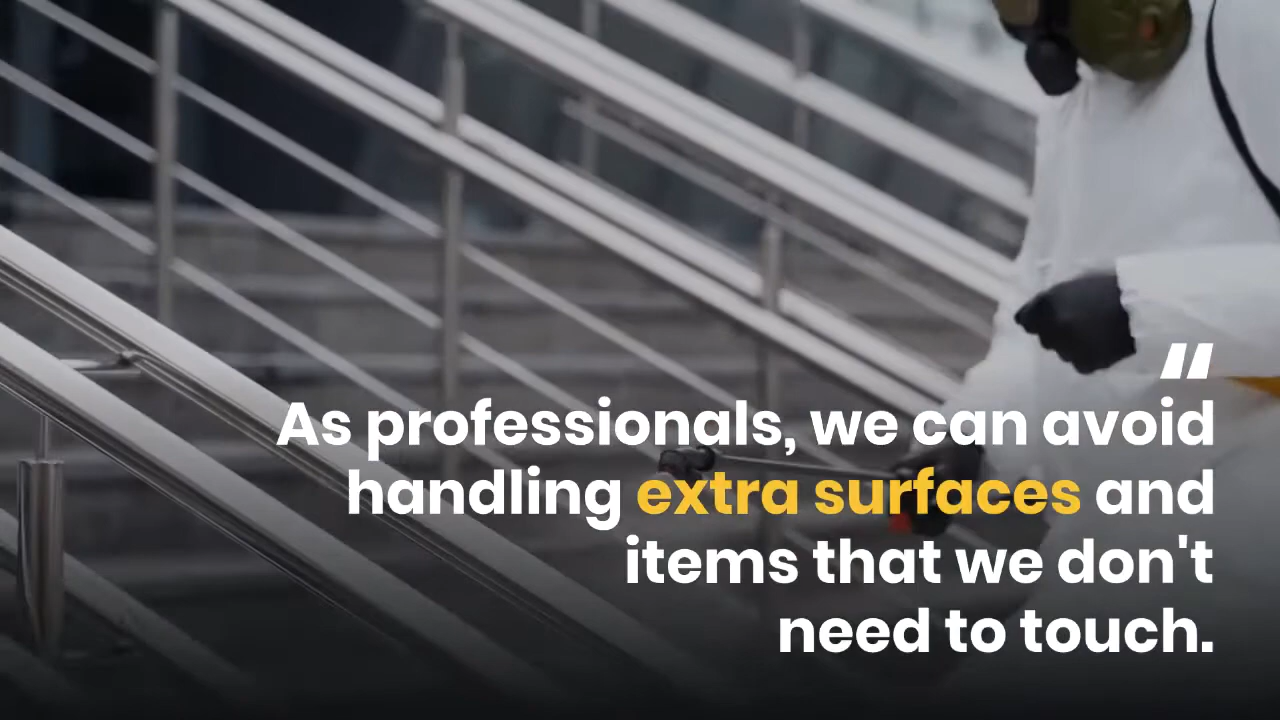 "
As professionals, we can avoid
handling extra surfaces and
items that we don't
need to touch.